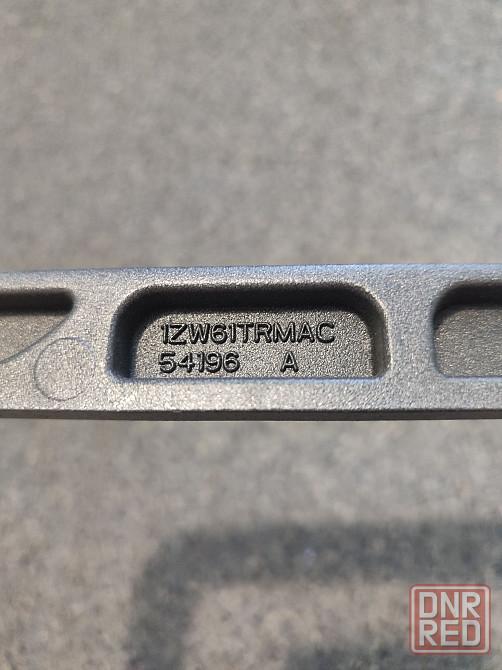 1ZW61TRMAC
54196 A
DNR
RED